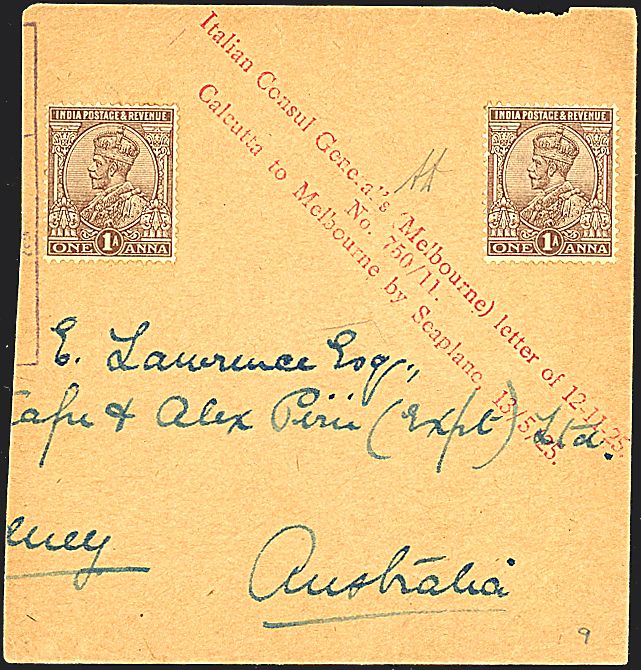 Italian Consul General's (Melbourne) letter of 12-11-25.
No. 750/11.
Calcutta to Melbourne by Seaplane, 13/5/25.
INDIA POSTAGE & REVENUE
ONE 1A ANNA
INDIA POSTAGE & REVENUE
ONE 1A ANNA
E. Lawrence Esq.,
& Alex Pirie (Expt) Ltd.
Australia
9